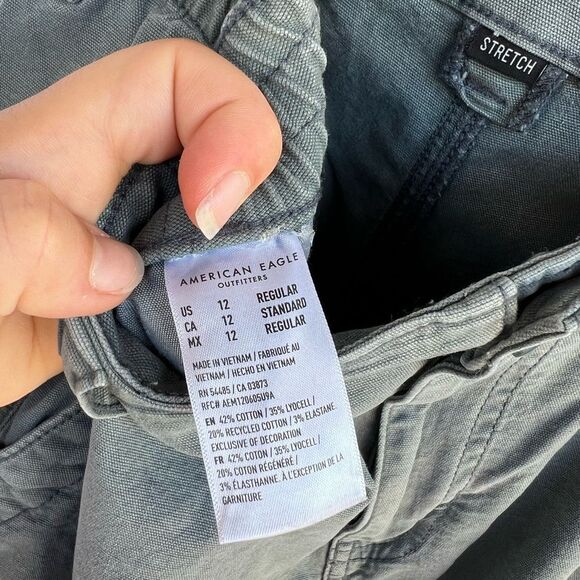 STRETCH
AMERICAN EAGLE
OUTFITTERS
US 12 REGULAR
CA 12 STANDARD
MX 12 REGULAR
MADE IN VIETNAM / FABRIQUÉ AU
VIETNAM / HECHO EN VIETNAM
RN 54485 / CA 03873
RFC# AEM120605U9A
EN 42% COTTON / 35% LYOCELL /
20% RECYCLED COTTON / 3% ELASTANE.
EXCLUSIVE OF DECORATION
FR 42% COTON / 35% LYOCELL /
20% COTON RÉGÉNÉRÉ /
3% ÉLASTHANNE. À L'EXCEPTION DE LA
GARNITURE